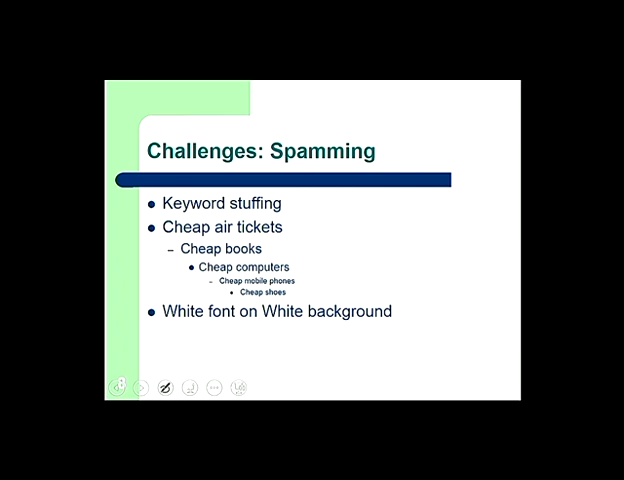 Challenges: Spamming
Keyword stuffing
Cheap air tickets
Cheap books
Cheap computers
Cheap mobile phones
Cheap shoes
White font on White background
8